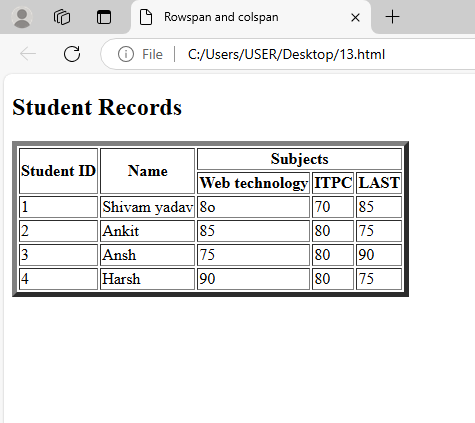 Rowspan and colspan
File C:/Users/USER/Desktop/13.html
Student Records
Student ID Name Subjects
Web technology ITPC LAST
1 Shivam yadav 8o 70 85
2 Ankit 85 80 75
3 Ansh 75 80 90
4 Harsh 90 80 75